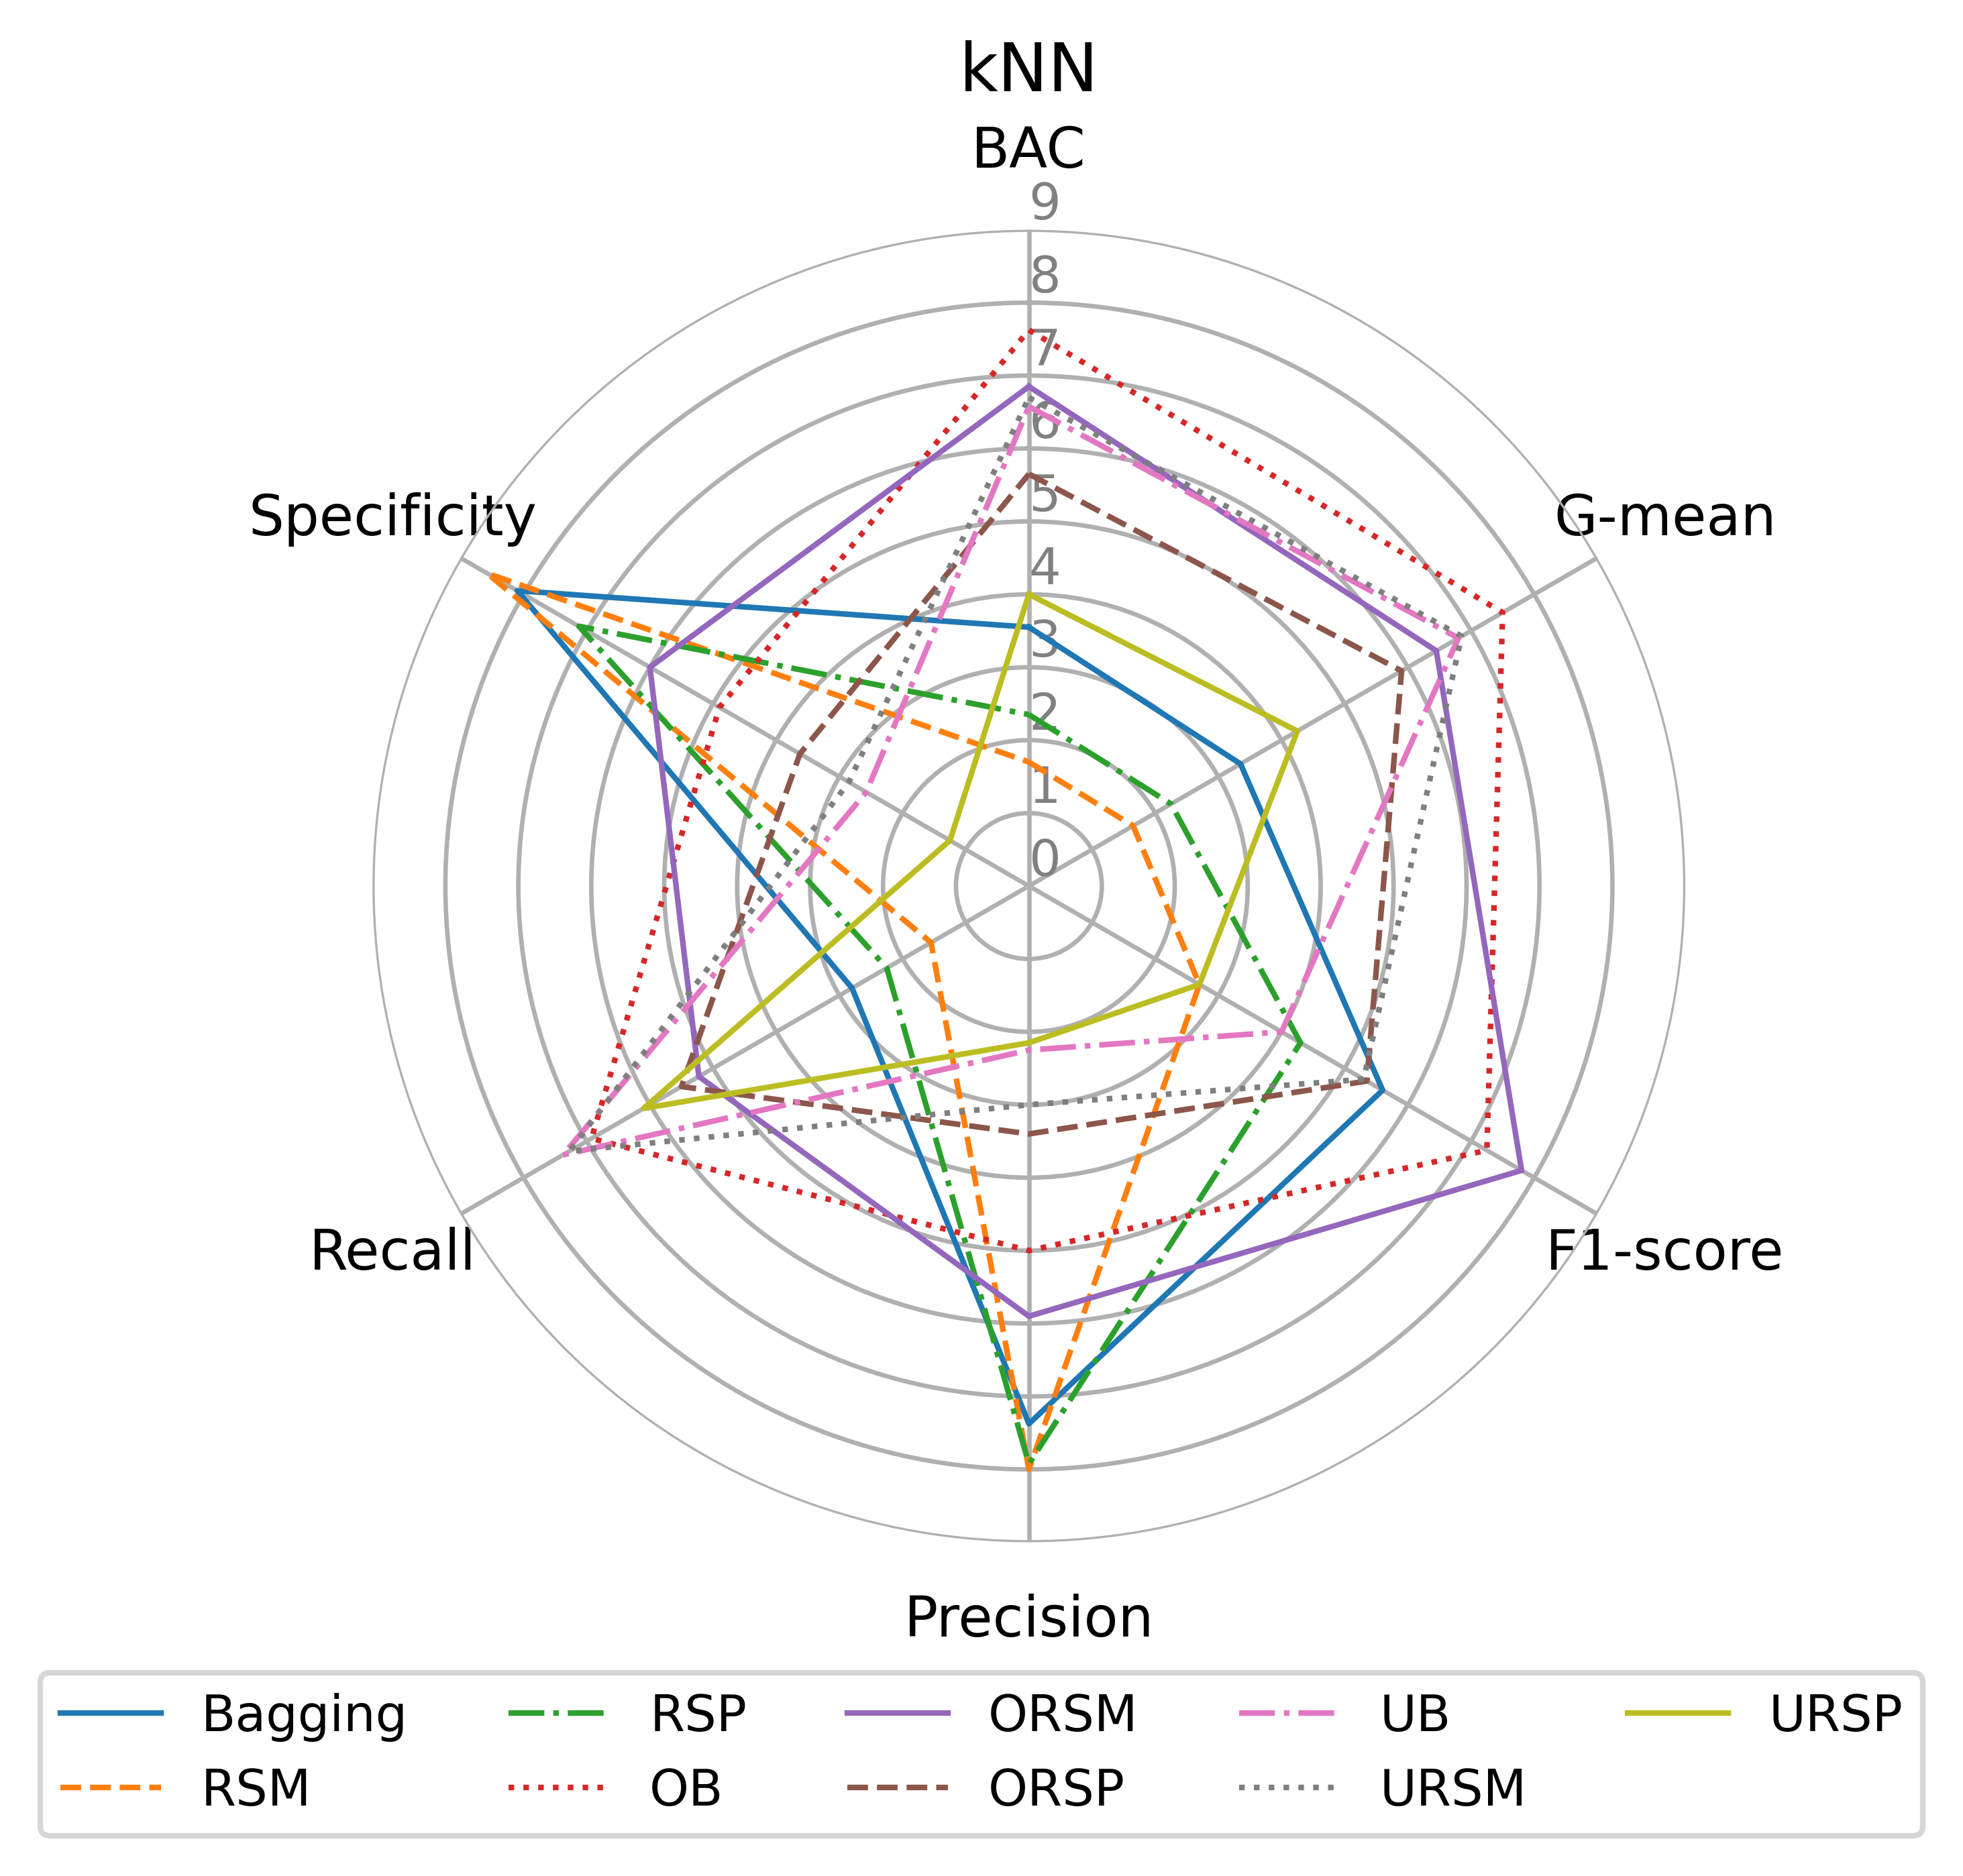 kNN
BAC
9
8
7
6
5
4
3
2
1
0
Specificity
G-mean
Recall
F1-score
Precision
Bagging RSP ORSM UB URSP
RSM OB ORSP URSM